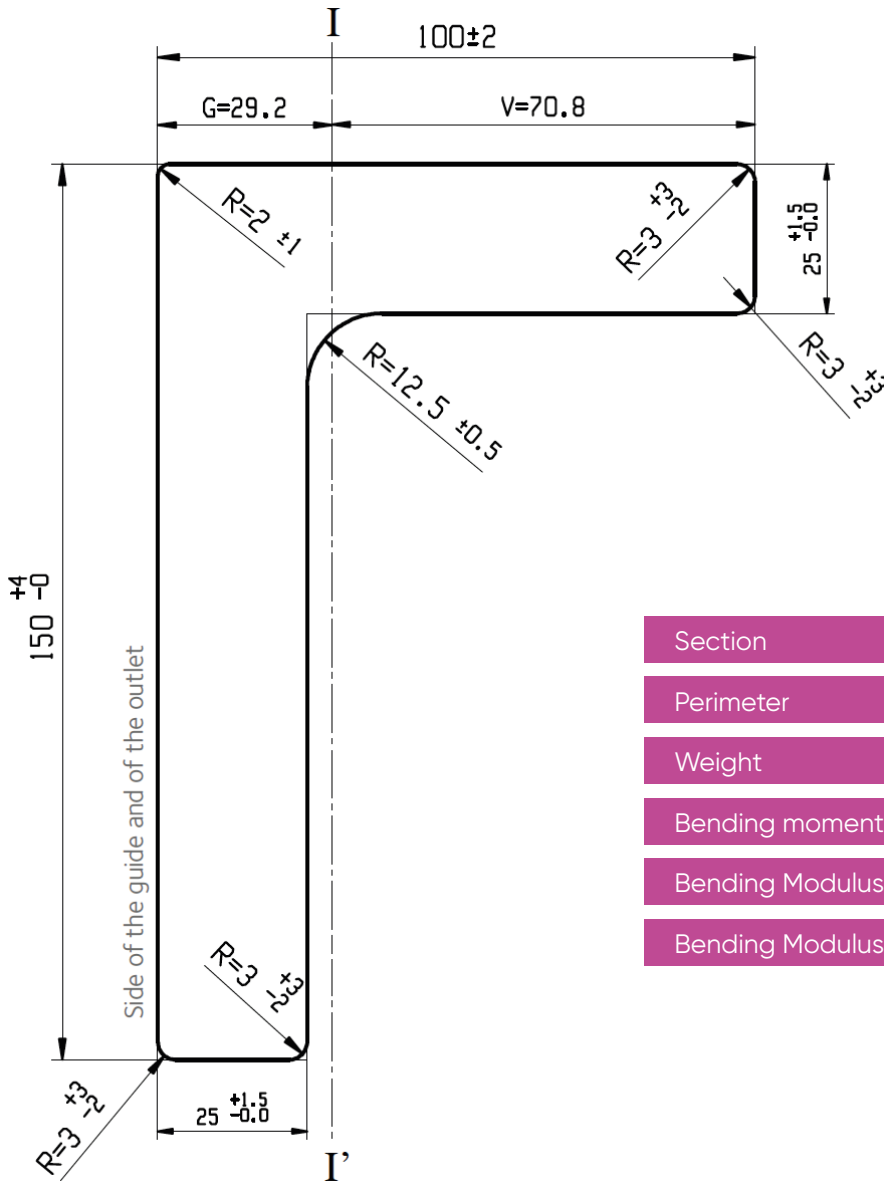 I
100±2
G=29.2
V=70.8
R=2 ±1
R=3 +3 -2
25 +1.5 -0.0
R=3 +3 -2
R=12.5 ±0.5
150 +4 -0
Side of the guide and of the outlet
Section
Perimeter
Weight
Bending moment
Bending Modulus
Bending Modulus
R=3 +3 -2
R=3 +3 -2
25 +1.5 -0.0
I’